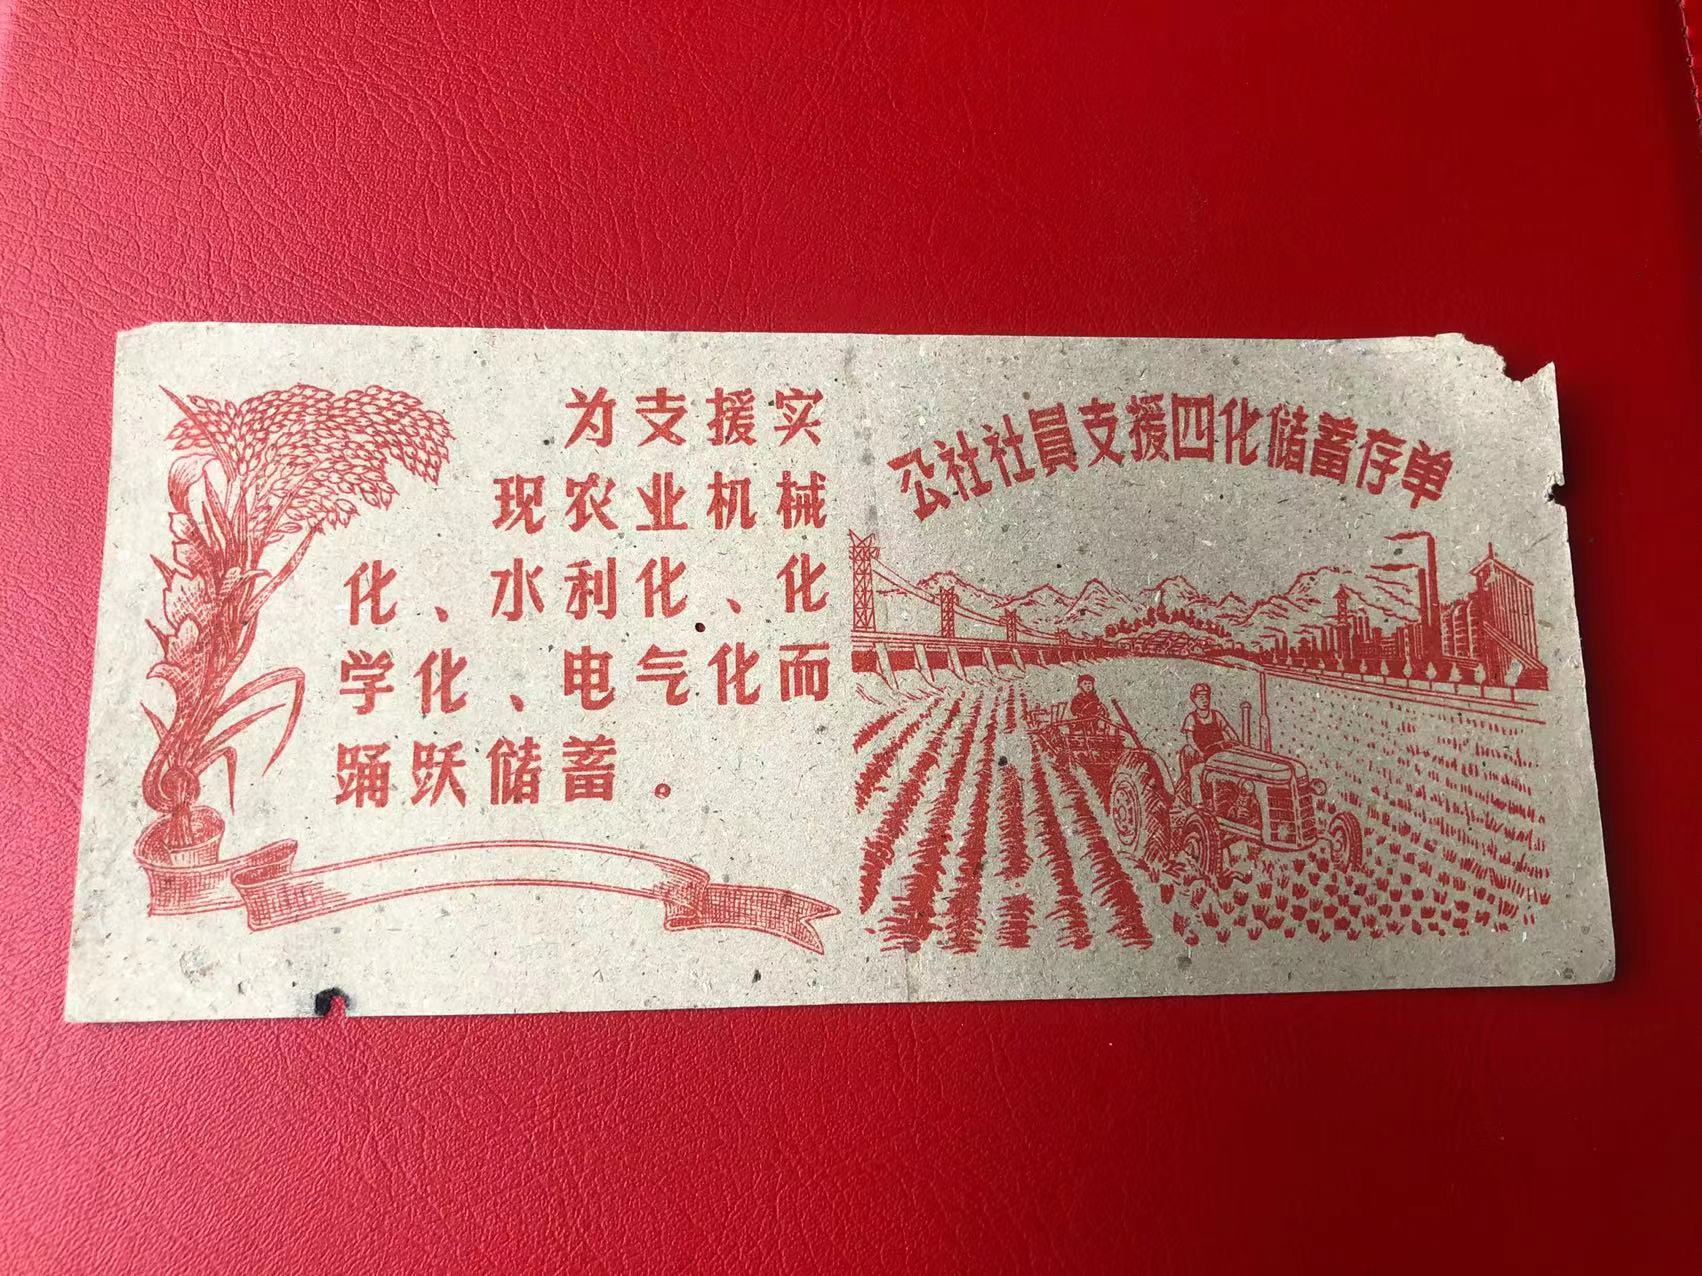 为支援实
现农业机械
化、水利化、化
学化、电气化而
踊跃储蓄。
公社社員支援四化储蓄存单